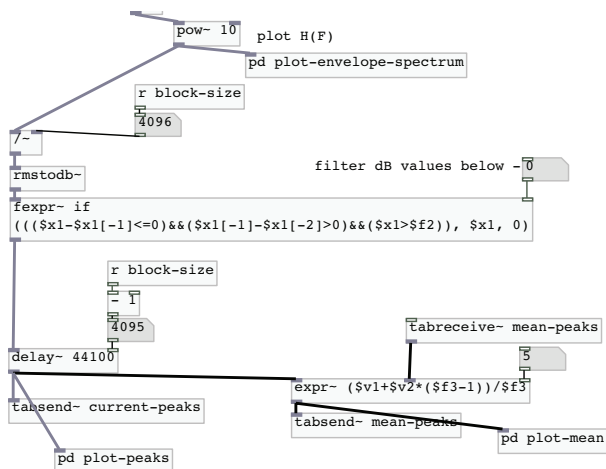 pow~ 10
plot H(F)
pd plot-envelope-spectrum
r block-size
4096
/~
rmstodb~
filter dB values below -
0
fexpr~ if
((($x1-$x1[-1]<=0)&&($x1[-1]-$x1[-2]>0)&&($x1>$f2)), $x1, 0)
r block-size
- 1
4095
tabreceive~ mean-peaks
delay~ 44100
5
expr~ ($v1+$v2*($f3-1))/$f3
tabsend~ current-peaks
tabsend~ mean-peaks
pd plot-mean
pd plot-peaks